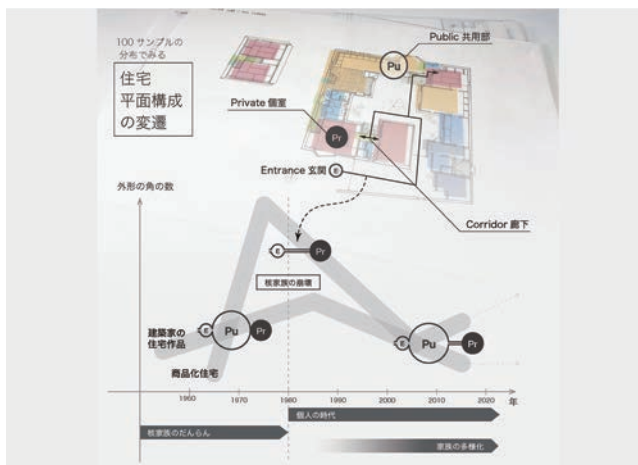 100 サンプルの
分布でみる
住宅
平面構成
の変遷
Public 共用部
Pu
Private 個室
Pr
E
Entrance 玄関
Corridor 廊下
外形の角の数
E
Pr
核家族の崩壊
建築家の
住宅作品
E
Pu
Pr
E
Pu
Pr
商品化住宅
1960
1970
1980
1990
2000
2010
2020
年
個人の時代
核家族のだんらん
家族の多様化